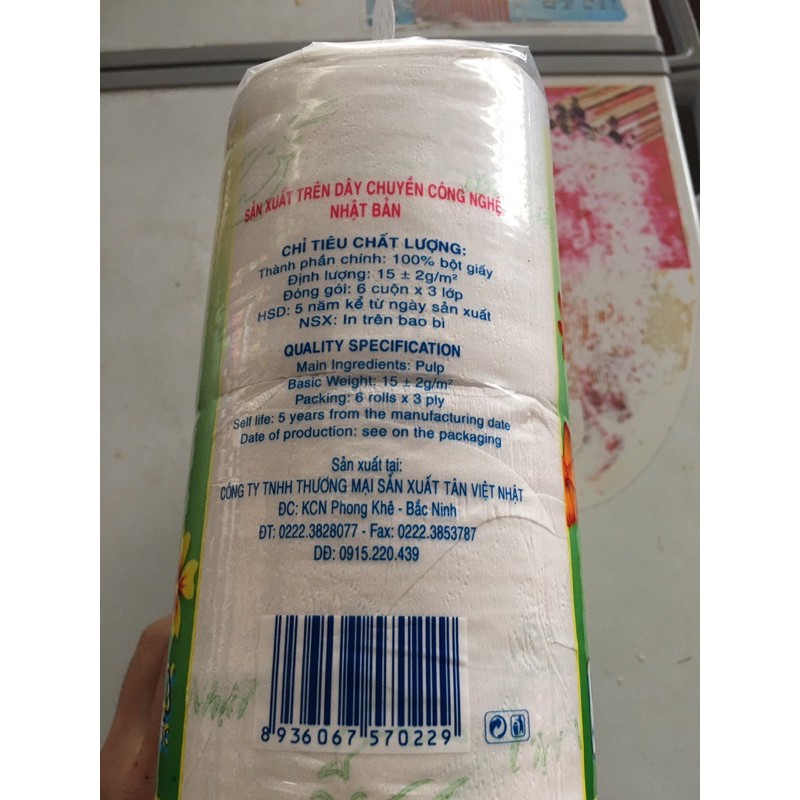 SẢN XUẤT TRÊN DÂY CHUYỀN CÔNG NGHỆ
NHẬT BẢN
CHỈ TIÊU CHẤT LƯỢNG:
Thành phần chính: 100% bột giấy
Định lượng: 15 ± 2g/m²
Đóng gói: 6 cuộn x 3 lớp
HSD: 5 năm kể từ ngày sản xuất
NSX: In trên bao bì
QUALITY SPECIFICATION
Main Ingredients: Pulp
Basic Weight: 15 ± 2g/m²
Packing: 6 rolls x 3 ply
Self life: 5 years from the manufacturing date
Date of production: see on the packaging
Sản xuất tại:
CÔNG TY TNHH THƯƠNG MẠI SẢN XUẤT TÂN VIỆT NHẬT
ĐC: KCN Phong Khê - Bắc Ninh
ĐT: 0222.3828077 - Fax: 0222.3853787
DĐ: 0915.220.439
8 936067 570229